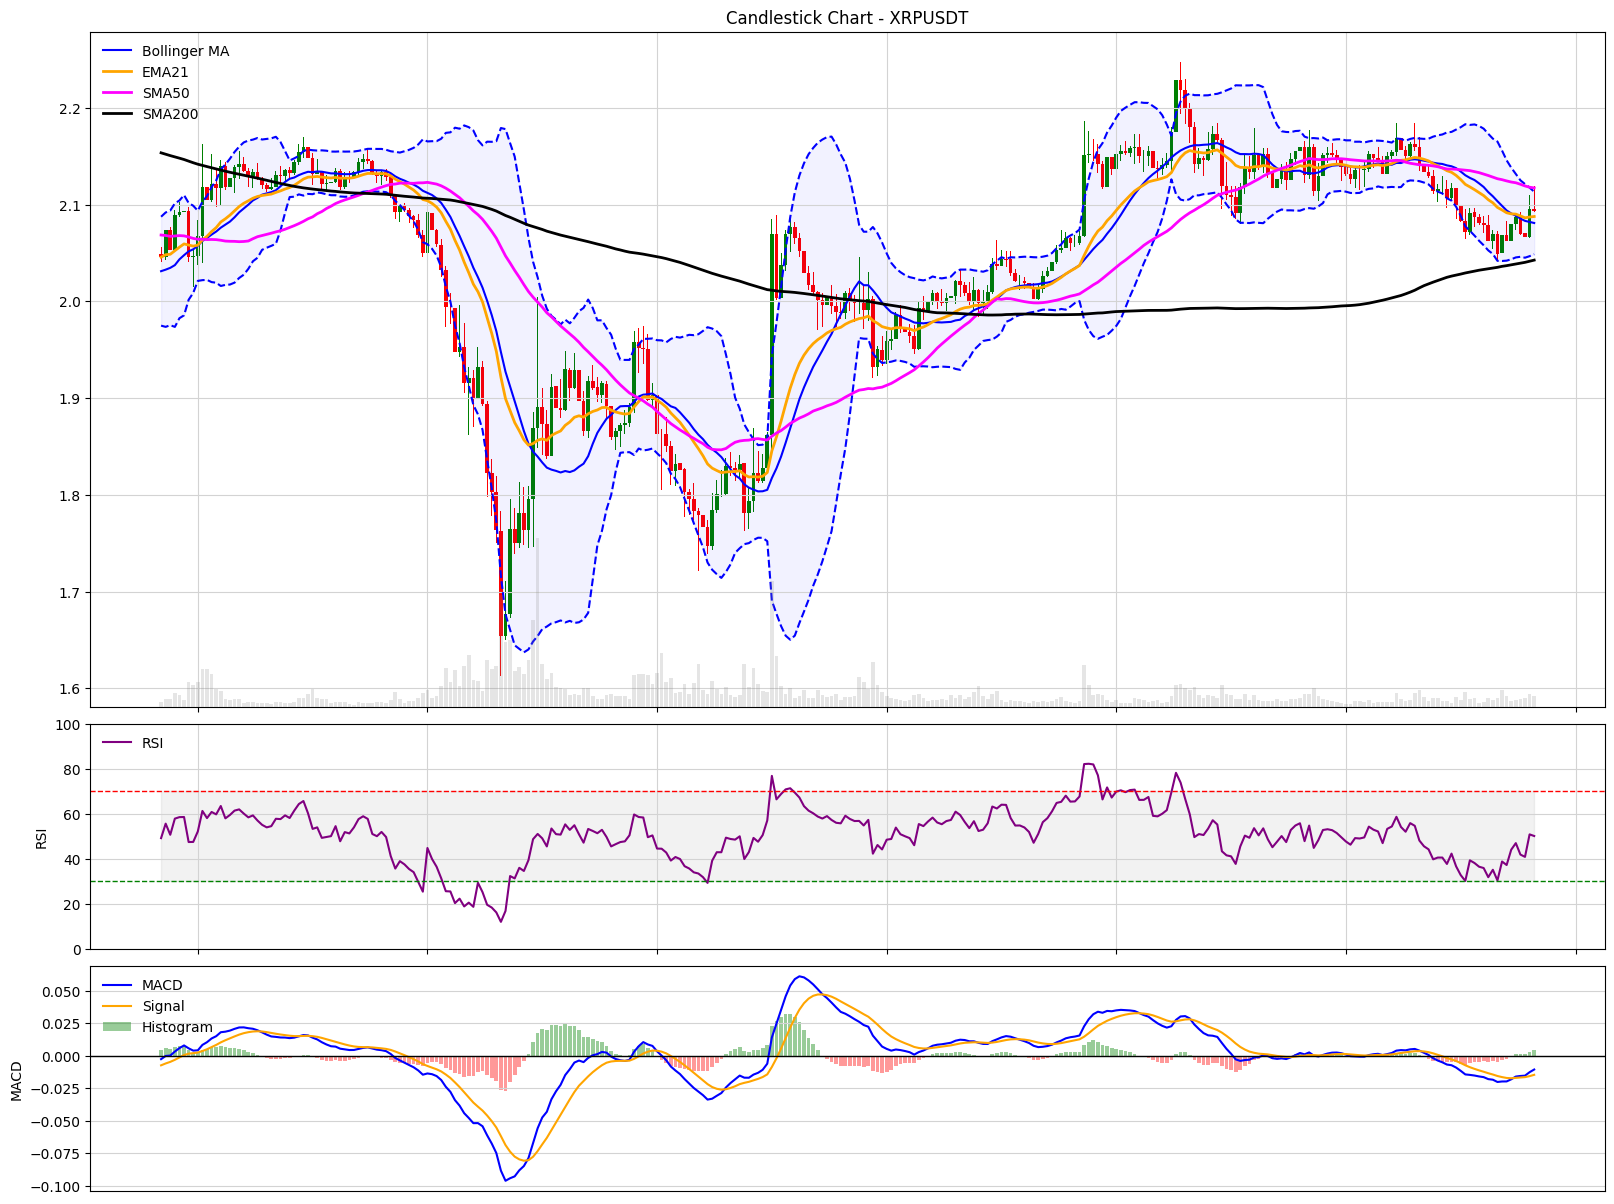 Candlestick Chart - XRPUSDT
Bollinger MA
EMA21
SMA50
SMA200
2.2
2.1
2.0
1.9
1.8
1.7
1.6
RSI
100
80
60
40
20
0
RSI
MACD
Signal
Histogram
0.050
0.025
0.000
−0.025
−0.050
−0.075
−0.100
MACD